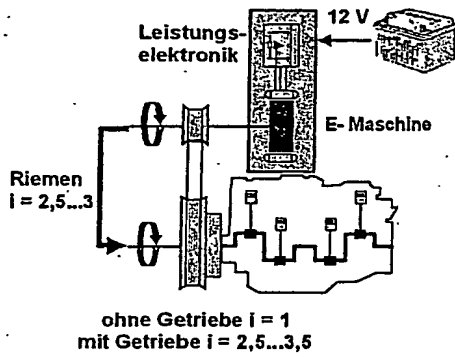 Leistungs-
elektronik
12 V
E- Maschine
Riemen
i = 2,5...3
ohne Getriebe i = 1
mit Getriebe i = 2,5...3,5